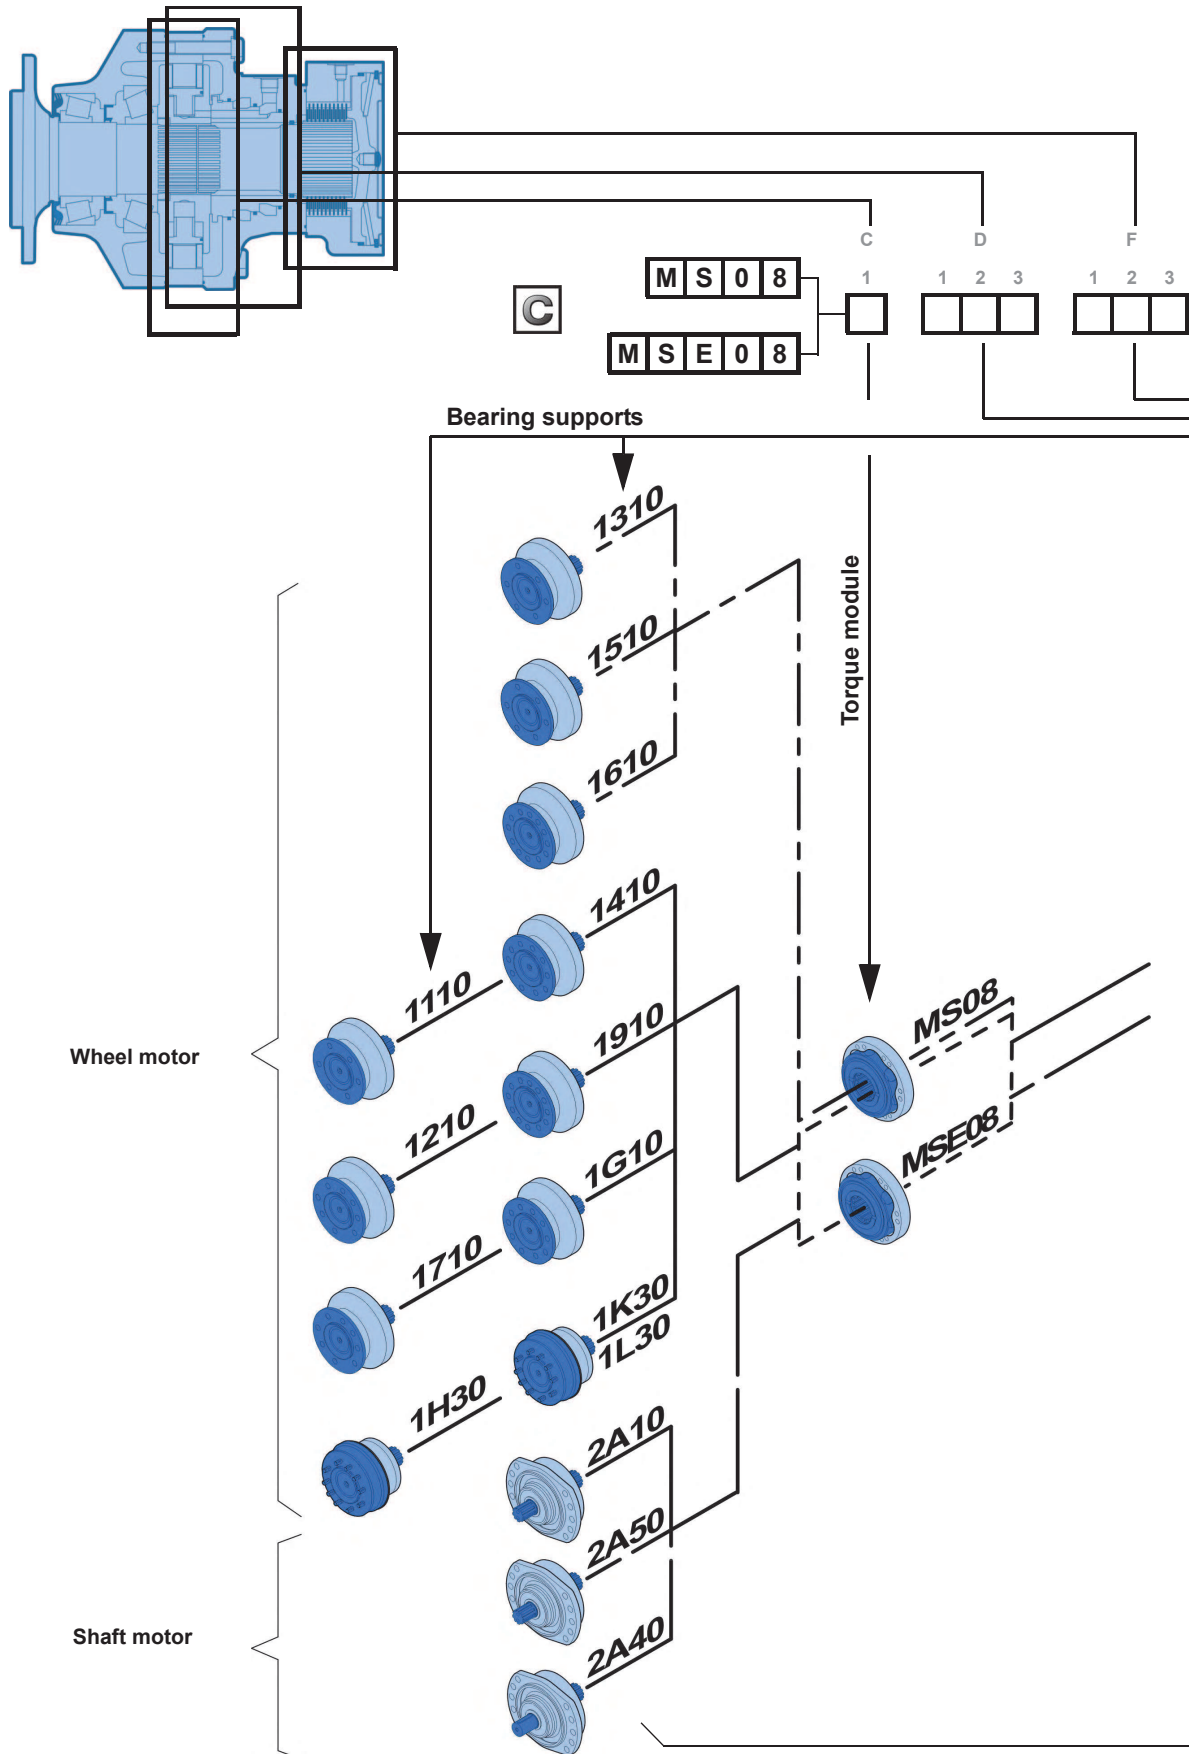 C D F
M S 0 8 1 1 2 3 1 2 3
C
M S E 0 8
Bearing supports
1310
Torque module
1510
1610
1410
1110
MS08
1910
Wheel motor
1210
MSE08
1G10
1710
1K30
1L30
1H30
2A10
2A50
Shaft motor
2A40